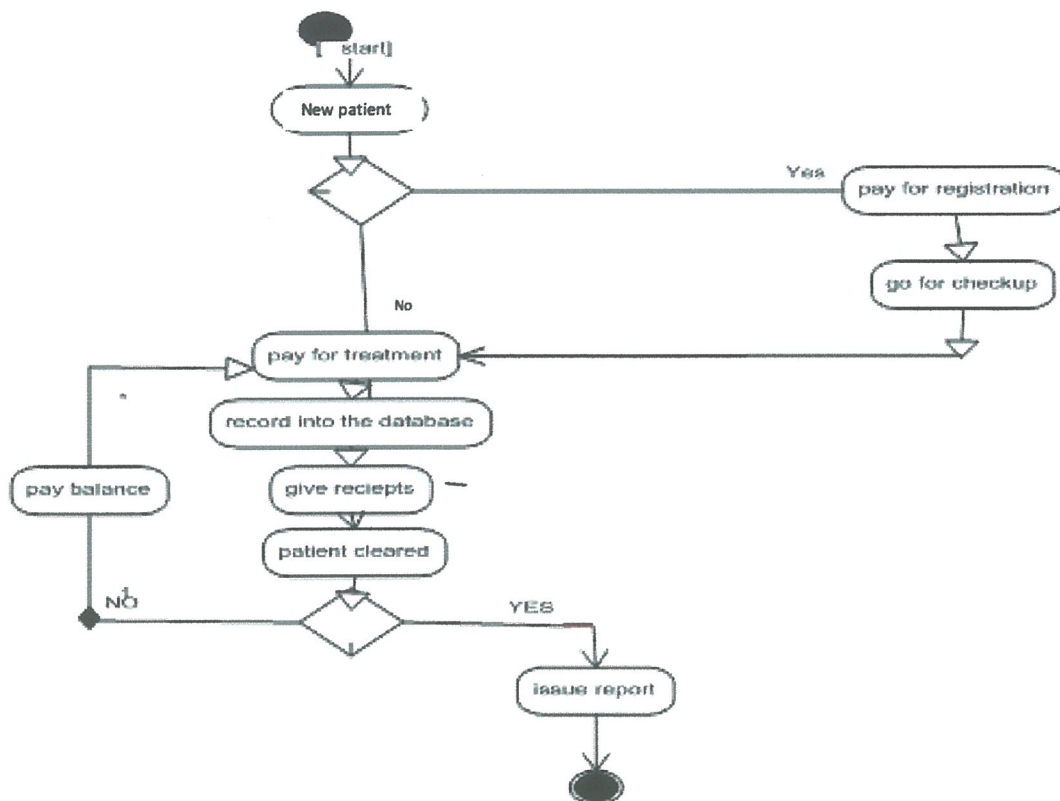 [ start]
New patient
Yes
pay for registration
go for checkup
No
pay for treatment
record into the database
pay balance
give reciepts
patient cleared
NO
YES
issue report